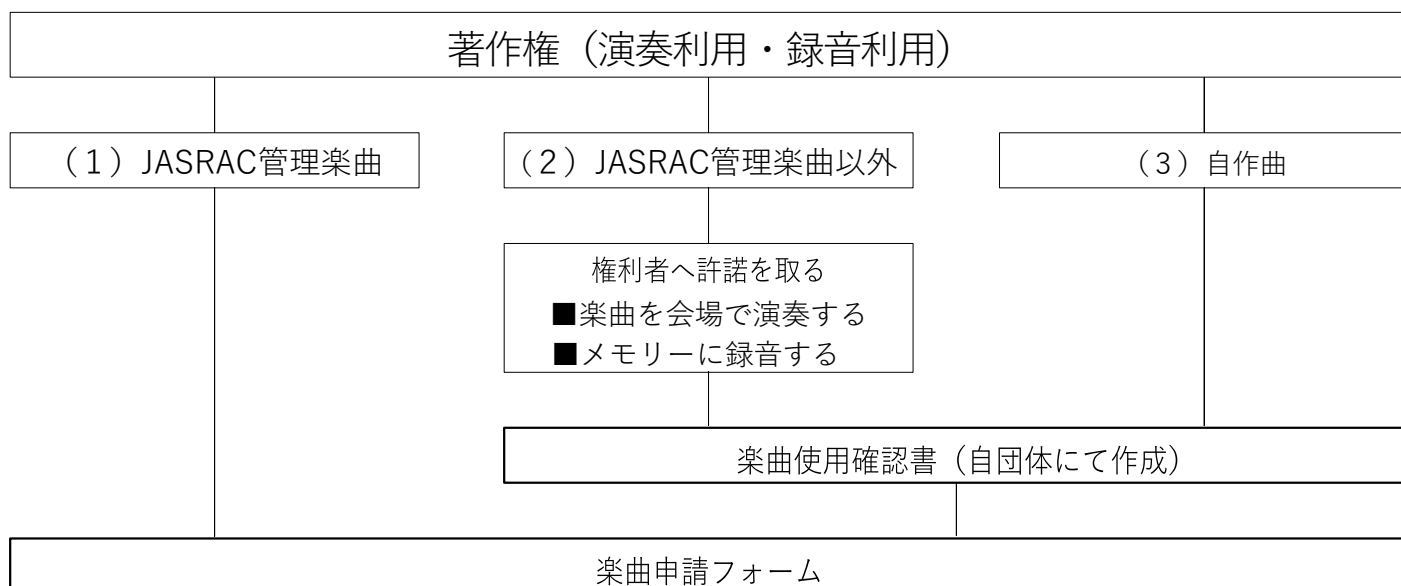 著作権（演奏利用・録音利用）
（１）JASRAC管理楽曲
（２）JASRAC管理楽曲以外
（３）自作曲
権利者へ許諾を取る
■楽曲を会場で演奏する
■メモリーに録音する
楽曲使用確認書（自団体にて作成）
楽曲申請フォーム